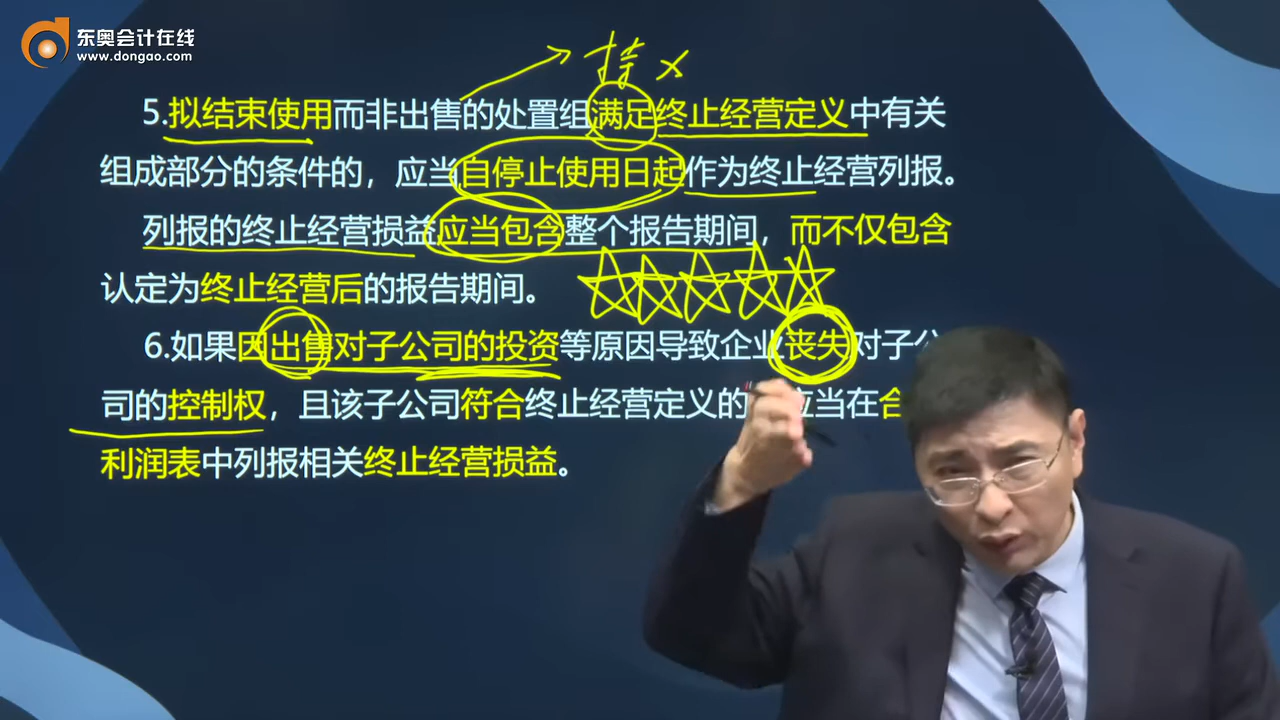 东奥会计在线
www.dongao.com
持 ×
5.拟结束使用而非出售的处置组满足终止经营定义中有关
组成部分的条件的，应当自停止使用日起作为终止经营列报。
列报的终止经营损益应当包含整个报告期间，而不仅包含
认定为终止经营后的报告期间。
6.如果因出售对子公司的投资等原因导致企业丧失对子公
司的控制权，且该子公司符合终止经营定义的 应当在合
利润表中列报相关终止经营损益。